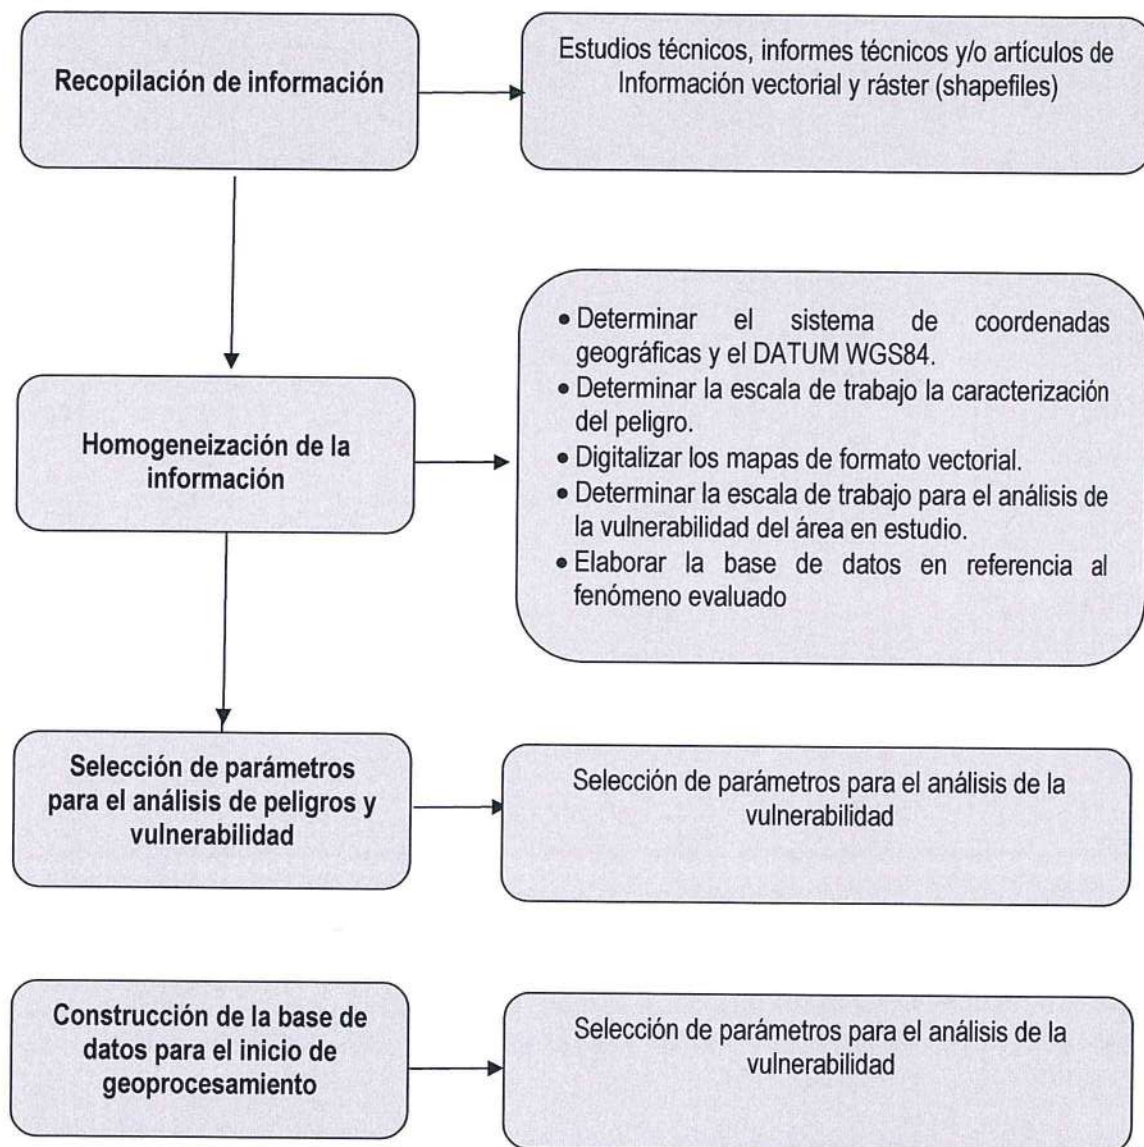 Recopilación de información
Estudios técnicos, informes técnicos y/o artículos de
Información vectorial y ráster (shapefiles)
Homogeneización de la
información
• Determinar el sistema de coordenadas
geográficas y el DATUM WGS84.
• Determinar la escala de trabajo la caracterización
del peligro.
• Digitalizar los mapas de formato vectorial.
• Determinar la escala de trabajo para el análisis de
la vulnerabilidad del área en estudio.
• Elaborar la base de datos en referencia al
fenómeno evaluado
Selección de parámetros
para el análisis de peligros y
vulnerabilidad
Selección de parámetros para el análisis de la
vulnerabilidad
Construcción de la base de
datos para el inicio de
geoprocesamiento
Selección de parámetros para el análisis de la
vulnerabilidad